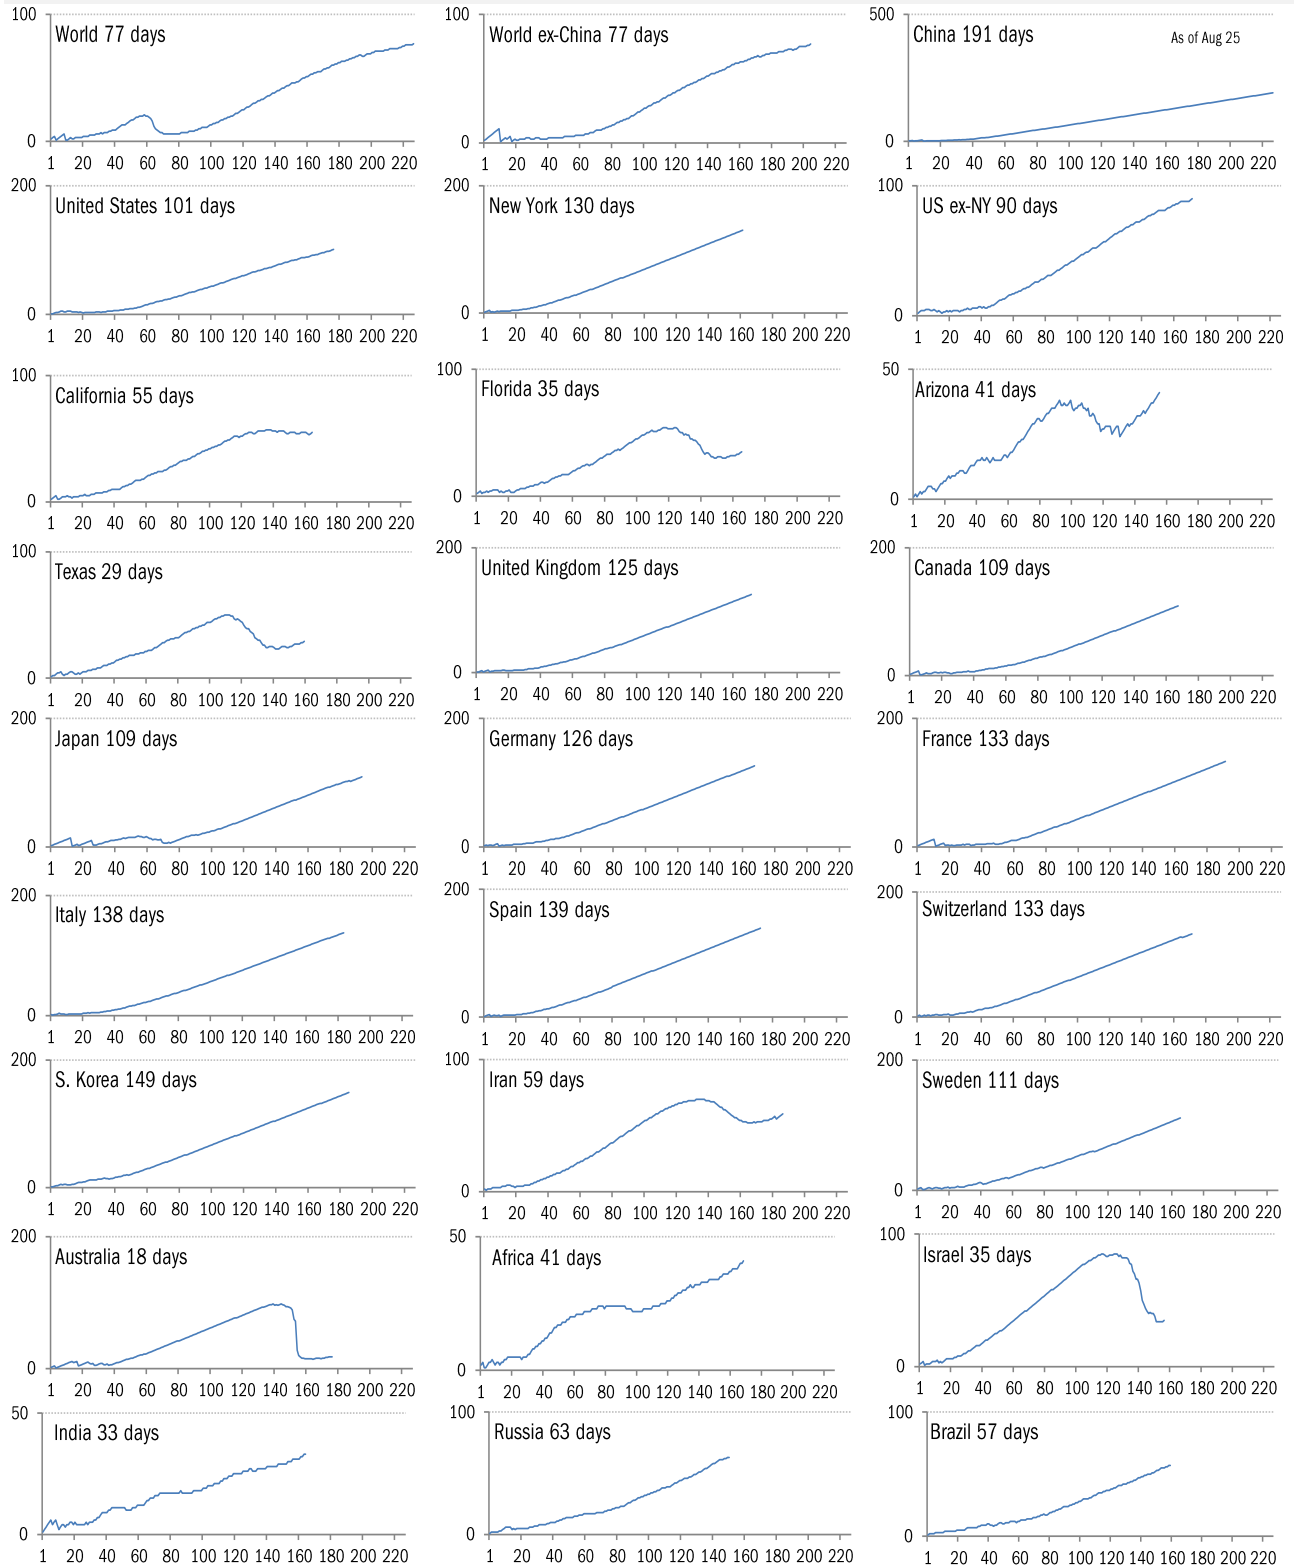 100 100 500
World 77 days World ex-China 77 days China 191 days As of Aug 25
0 0 0
1 20 40 60 80 100 120 140 160 180 200 220 1 20 40 60 80 100 120 140 160 180 200 220 1 20 40 60 80 100 120 140 160 180 200 220
200 200 100
United States 101 days New York 130 days US ex-NY 90 days
0 0 0
1 20 40 60 80 100 120 140 160 180 200 220 1 20 40 60 80 100 120 140 160 180 200 220 1 20 40 60 80 100 120 140 160 180 200 220
100 100 50
California 55 days Florida 35 days Arizona 41 days
0 0 0
1 20 40 60 80 100 120 140 160 180 200 220 1 20 40 60 80 100 120 140 160 180 200 220 1 20 40 60 80 100 120 140 160 180 200 220
100 200 200
Texas 29 days United Kingdom 125 days Canada 109 days
0 0 0
1 20 40 60 80 100 120 140 160 180 200 220 1 20 40 60 80 100 120 140 160 180 200 220 1 20 40 60 80 100 120 140 160 180 200 220
200 200 200
Japan 109 days Germany 126 days France 133 days
0 0 0
1 20 40 60 80 100 120 140 160 180 200 220 1 20 40 60 80 100 120 140 160 180 200 220 1 20 40 60 80 100 120 140 160 180 200 220
200 200 200
Italy 138 days Spain 139 days Switzerland 133 days
0 0 0
1 20 40 60 80 100 120 140 160 180 200 220 1 20 40 60 80 100 120 140 160 180 200 220 1 20 40 60 80 100 120 140 160 180 200 220
200 100 200
S. Korea 149 days Iran 59 days Sweden 111 days
0 0 0
1 20 40 60 80 100 120 140 160 180 200 220 1 20 40 60 80 100 120 140 160 180 200 220 1 20 40 60 80 100 120 140 160 180 200 220
200 50 100
Australia 18 days Africa 41 days Israel 35 days
0 0 0
1 20 40 60 80 100 120 140 160 180 200 220 1 20 40 60 80 100 120 140 160 180 200 220 1 20 40 60 80 100 120 140 160 180 200 220
50 100 100
India 33 days Russia 63 days Brazil 57 days
0 0 0
1 20 40 60 80 100 120 140 160 180 200 220 1 20 40 60 80 100 120 140 160 180 200 220 1 20 40 60 80 100 120 140 160 180 200 220